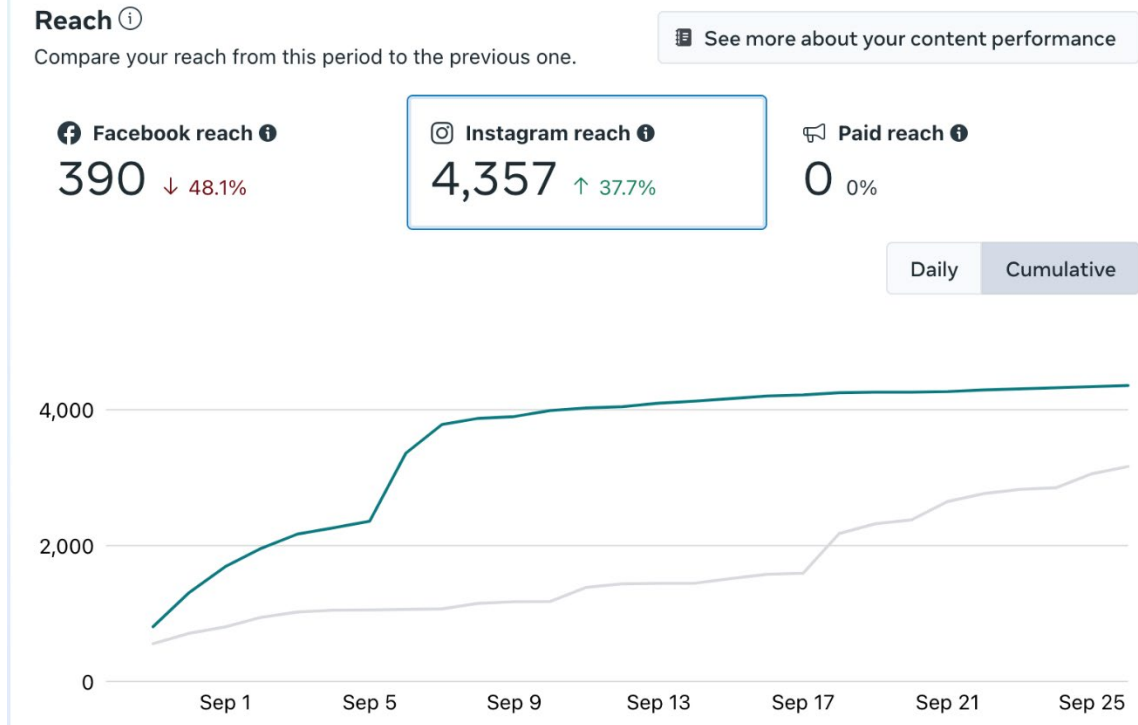 Reach
Compare your reach from this period to the previous one.
See more about your content performance
Facebook reach
390 ↓ 48.1%
Instagram reach
4,357 ↑ 37.7%
Paid reach
0 0%
Daily
Cumulative
4,000
2,000
0
Sep 1
Sep 5
Sep 9
Sep 13
Sep 17
Sep 21
Sep 25